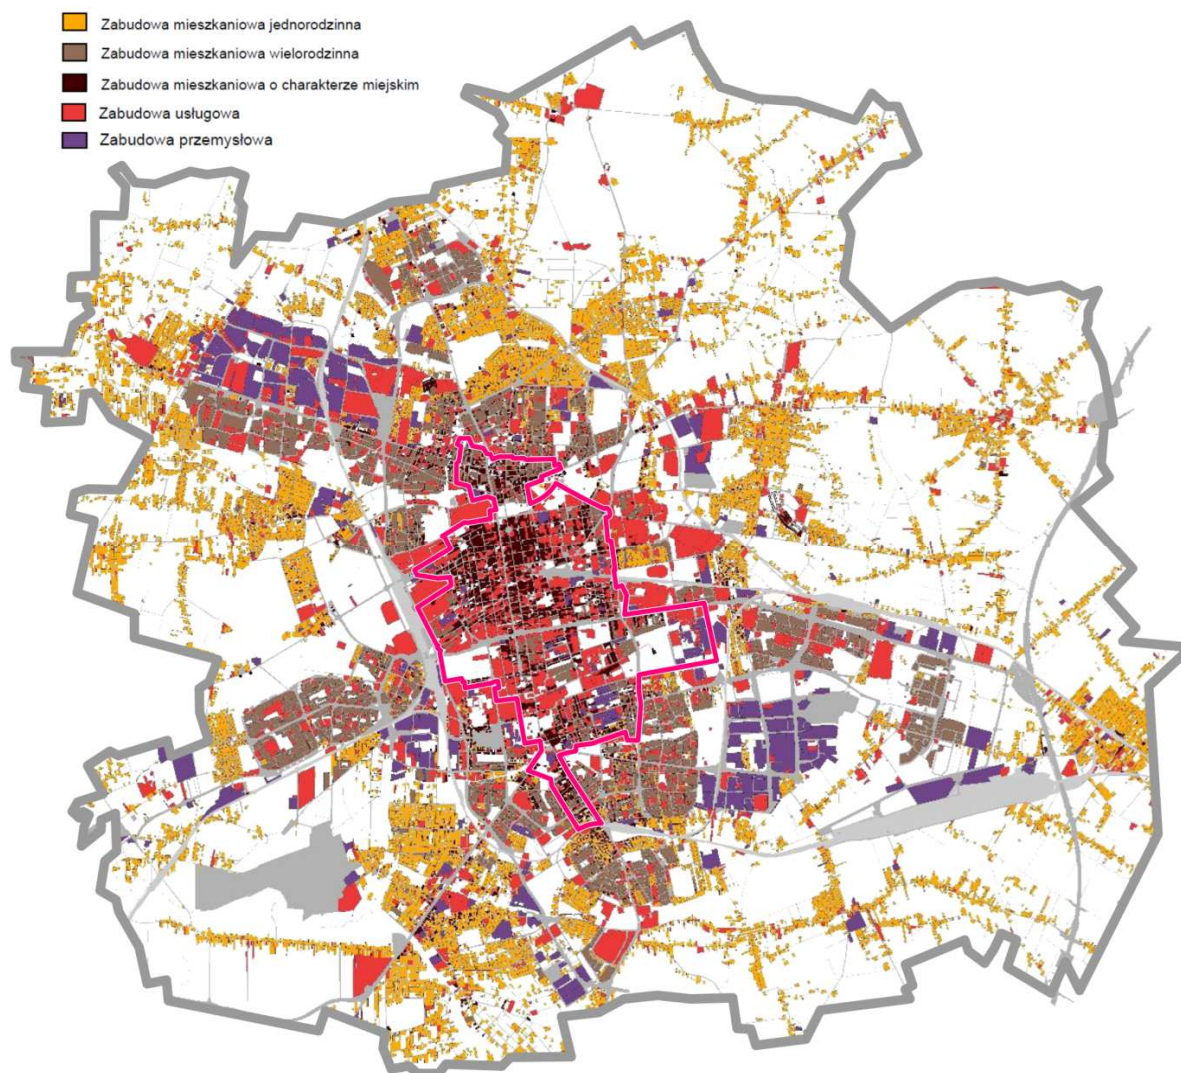 Zabudowa mieszkaniowa jednorodzinna
Zabudowa mieszkaniowa wielorodzinna
Zabudowa mieszkaniowa o charakterze miejskim
Zabudowa usługowa
Zabudowa przemysłowa